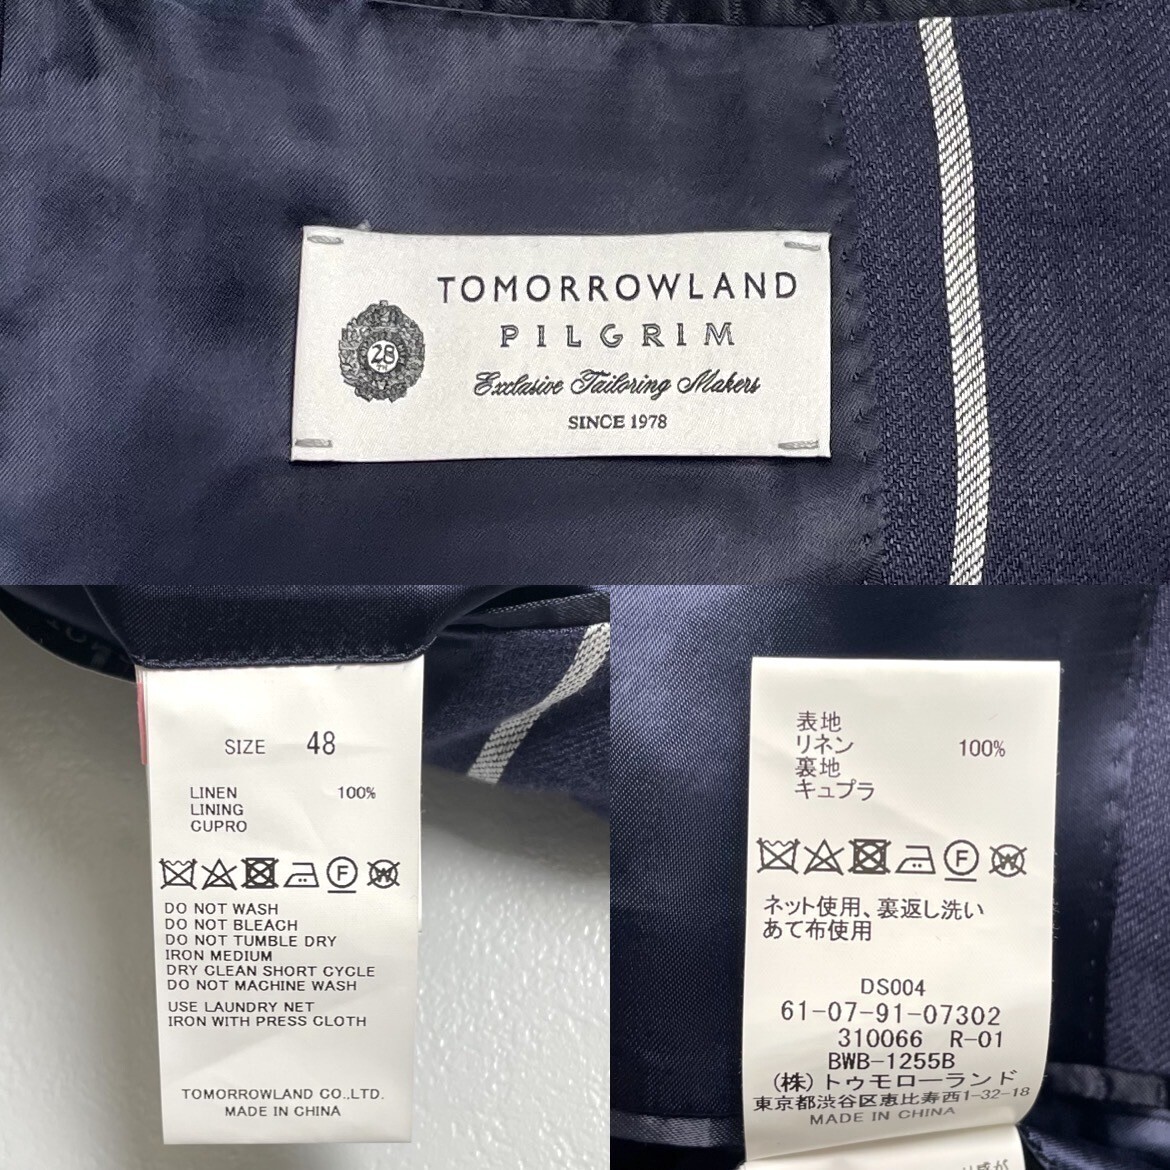 TOMORROWLAND
PILGRIM
28
TH
Exclusive Tailoring Makers
SINCE 1978
SIZE 48
LINEN 100%
LINING
CUPRO
F
W
DO NOT WASH
DO NOT BLEACH
DO NOT TUMBLE DRY
IRON MEDIUM
DRY CLEAN SHORT CYCLE
DO NOT MACHINE WASH
USE LAUNDRY NET
IRON WITH PRESS CLOTH
TOMORROWLAND CO.,LTD.
MADE IN CHINA
表地
リネン 100%
裏地
キュプラ
F
W
ネット使用、裏返し洗い
あて布使用
DS004
61-07-91-07302
310066 R-01
BWB-1255B
(株)トゥモローランド
東京都渋谷区恵比寿西1-32-18
MADE IN CHINA